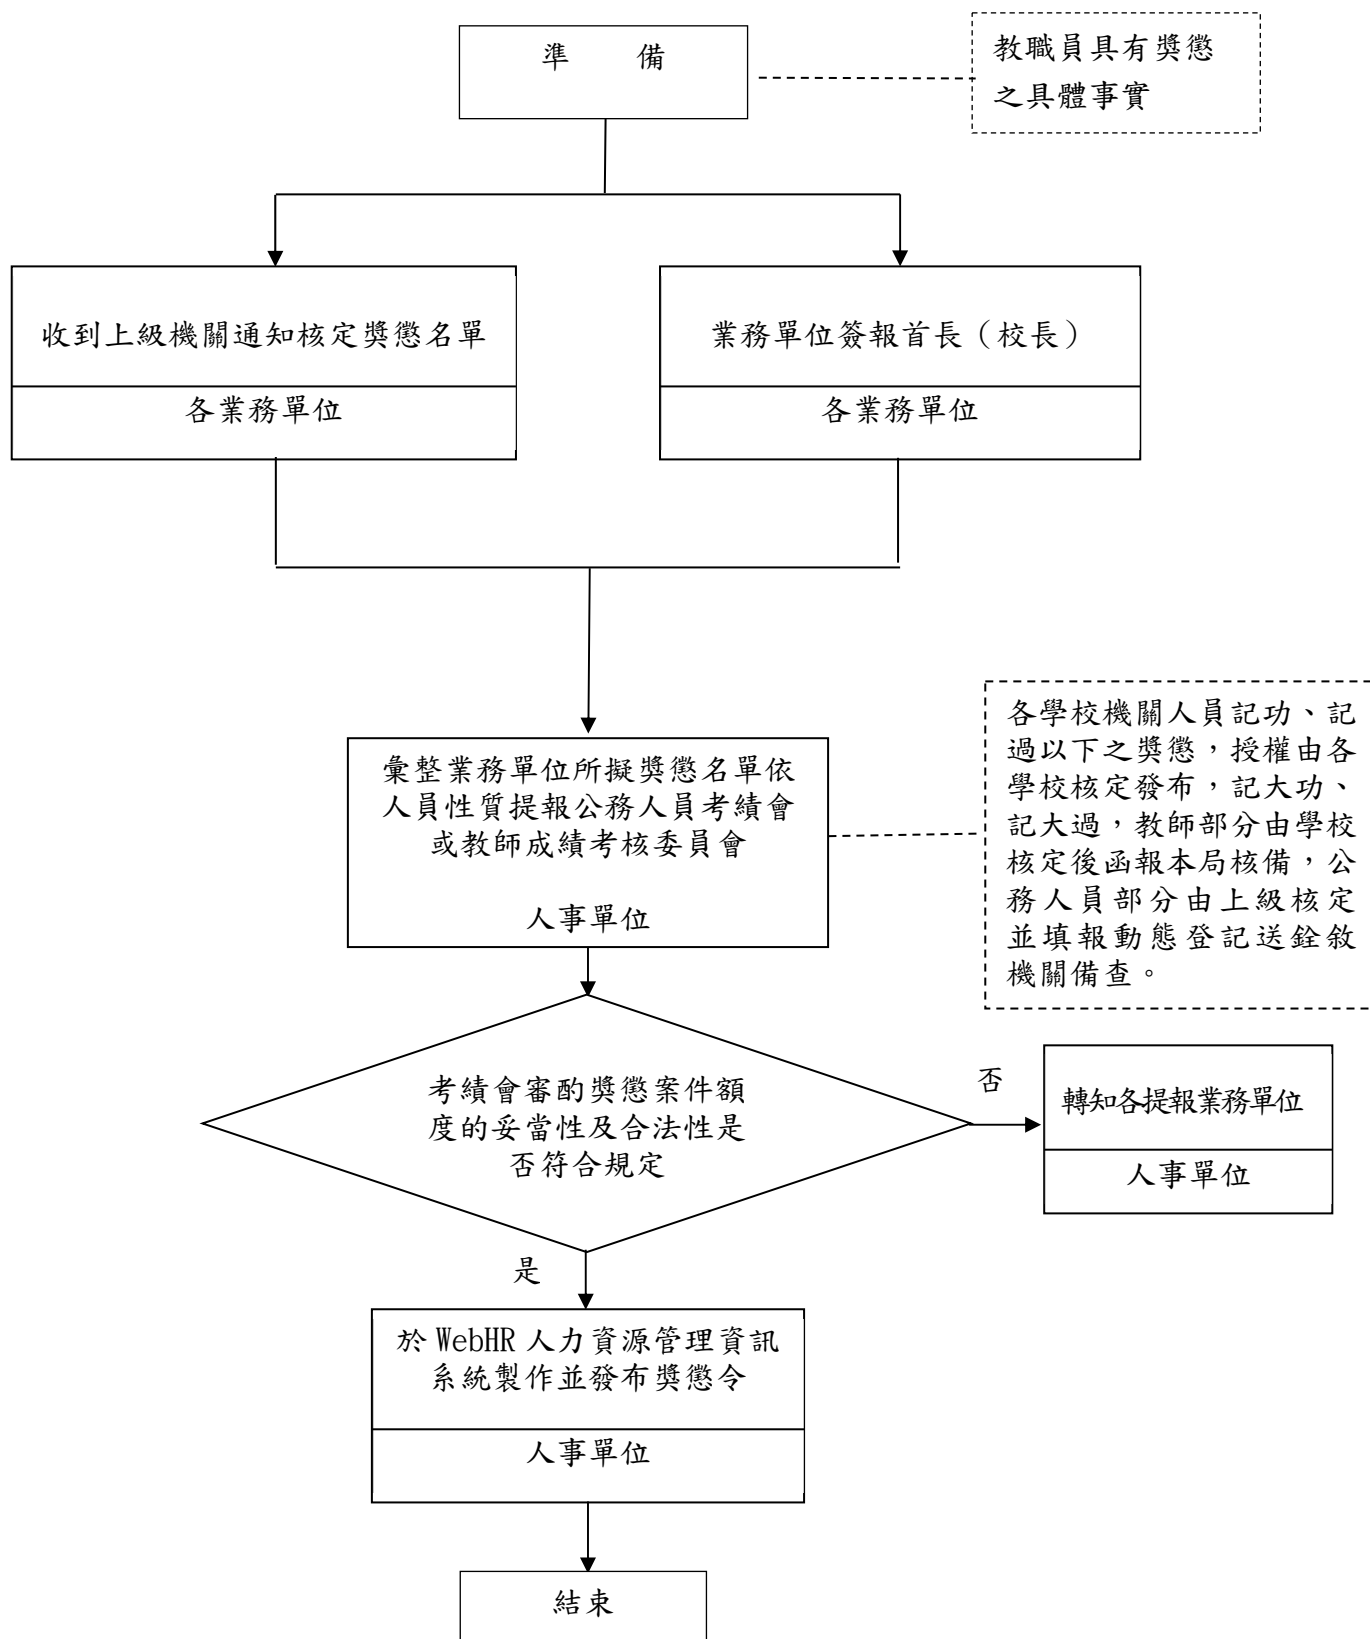 準　　備
教職員具有獎懲
之具體事實
收到上級機關通知核定獎懲名單
各業務單位
業務單位簽報首長（校長）
各業務單位
彙整業務單位所擬獎懲名單依
人員性質提報公務人員考績會
或教師成績考核委員會
人事單位
各學校機關人員記功、記
過以下之獎懲，授權由各
學校核定發布，記大功、
記大過，教師部分由學校
核定後函報本局核備，公
務人員部分由上級核定
並填報動態登記送銓敘
機關備查。
考績會審酌獎懲案件額
度的妥當性及合法性是
否符合規定
否
轉知各提報業務單位
人事單位
是
於 WebHR 人力資源管理資訊
系統製作並發布獎懲令
人事單位
結束